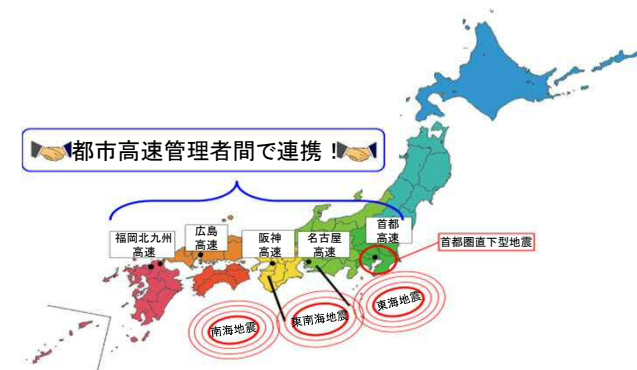 都市高速管理者間で連携！
福岡北九州
高速
広島
高速
阪神
高速
名古屋
高速
首都
高速
首都圏直下型地震
南海地震
東南海地震
東海地震